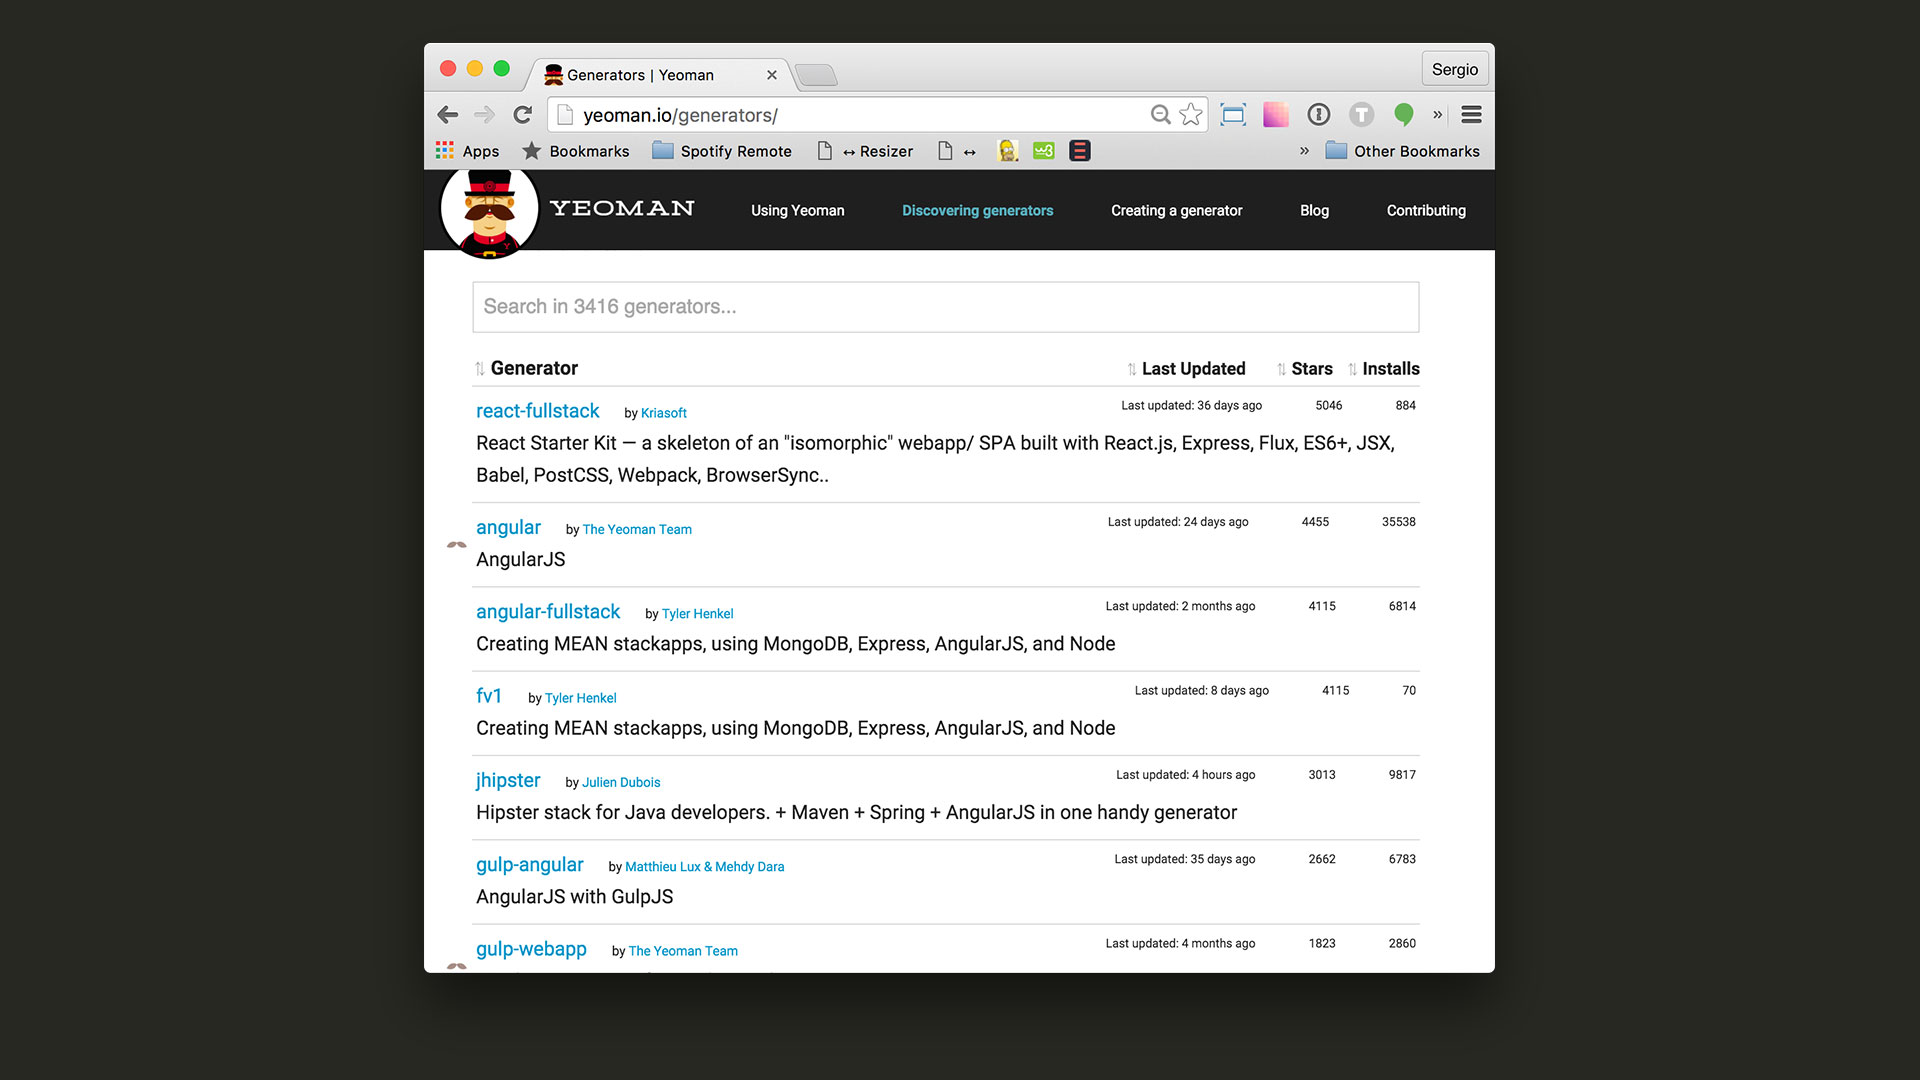 Generators | Yeoman
Sergio
yeoman.io/generators/
T
»
Apps
Bookmarks
Spotify Remote
↔ Resizer
↔
w3
»
Other Bookmarks
YEOMAN
Using Yeoman
Discovering generators
Creating a generator
Blog
Contributing
Search in 3416 generators...
Generator Last Updated Stars Installs
react-fullstack by Kriasoft Last updated: 36 days ago 5046 884
React Starter Kit — a skeleton of an "isomorphic" webapp/ SPA built with React.js, Express, Flux, ES6+, JSX,
Babel, PostCSS, Webpack, BrowserSync..
angular by The Yeoman Team Last updated: 24 days ago 4455 35538
AngularJS
angular-fullstack by Tyler Henkel Last updated: 2 months ago 4115 6814
Creating MEAN stackapps, using MongoDB, Express, AngularJS, and Node
fv1 by Tyler Henkel Last updated: 8 days ago 4115 70
Creating MEAN stackapps, using MongoDB, Express, AngularJS, and Node
jhipster by Julien Dubois Last updated: 4 hours ago 3013 9817
Hipster stack for Java developers. + Maven + Spring + AngularJS in one handy generator
gulp-angular by Matthieu Lux & Mehdy Dara Last updated: 35 days ago 2662 6783
AngularJS with GulpJS
gulp-webapp by The Yeoman Team Last updated: 4 months ago 1823 2860